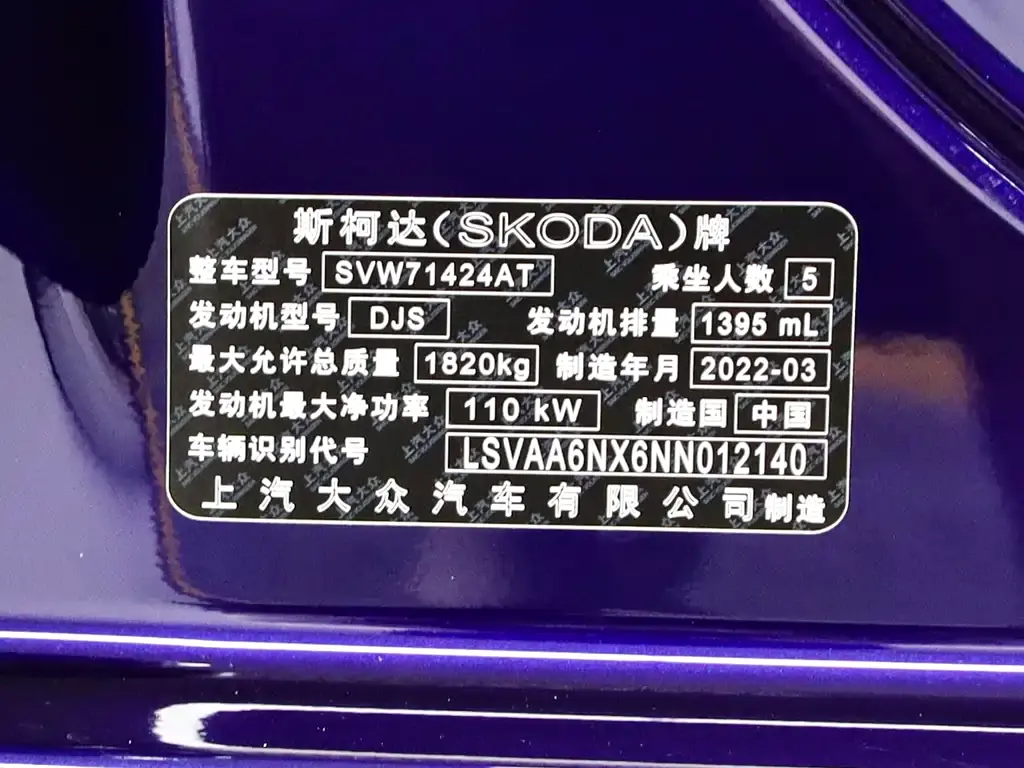 斯柯达(SKODA)牌
整车型号 SVW71424AT 乘坐人数 5
发动机型号 DJS 发动机排量 1395 mL
最大允许总质量 1820kg 制造年月 2022-03
发动机最大净功率 110 kW 制造国 中国
车辆识别代号 LSVAA6NX6NN012140
上汽大众汽车有限公司制造